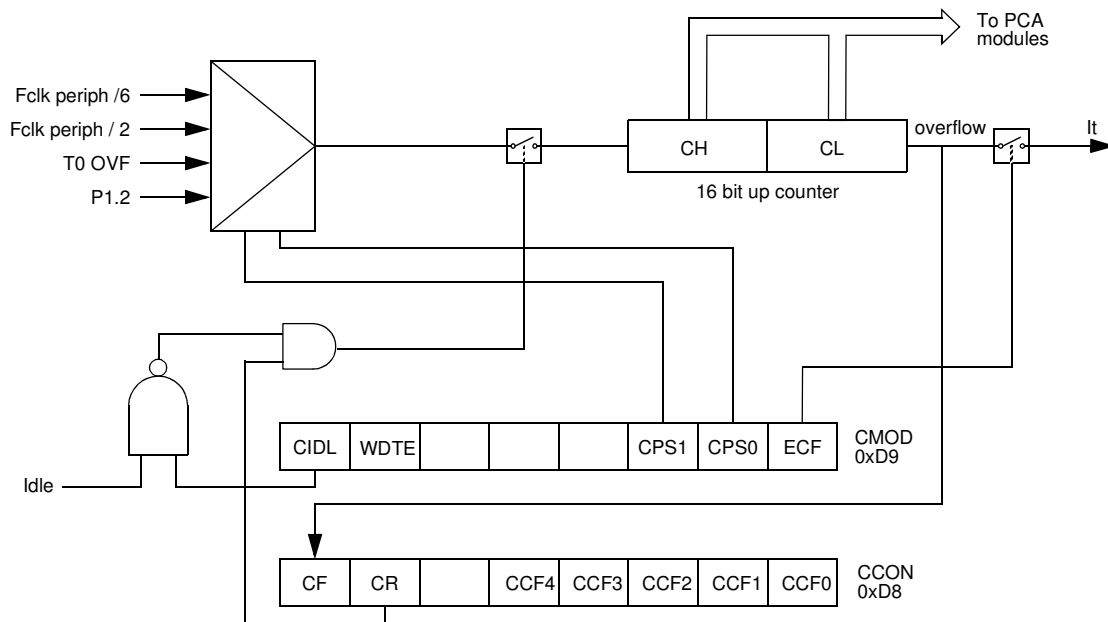 To PCA
modules
Fclk periph /6
Fclk periph / 2
T0 OVF
P1.2
CH
CL
overflow
It
16 bit up counter
CIDL WDTE CPS1 CPS0 ECF
CMOD
0xD9
Idle
CF CR CCF4 CCF3 CCF2 CCF1 CCF0
CCON
0xD8